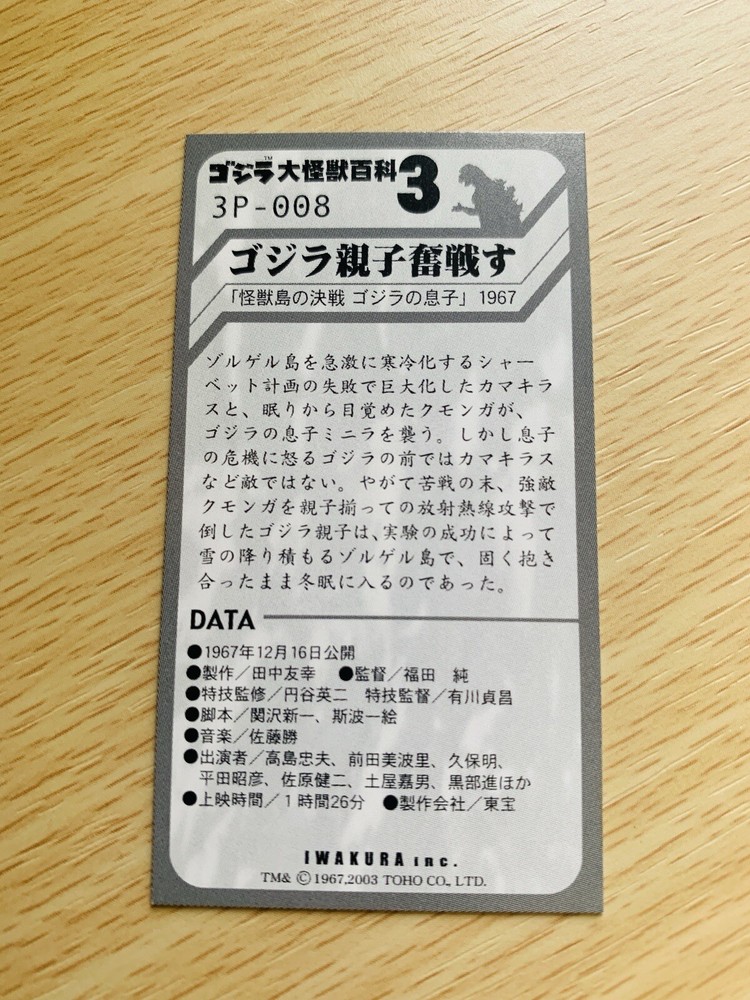 ゴジラ™大怪獣百科3
3P-008
ゴジラ親子奮戦す
「怪獣島の決戦 ゴジラの息子」1967
ゾルゲル島を急激に寒冷化するシャー
ベット計画の失敗で巨大化したカマキラ
スと、眠りから目覚めたクモンガが、
ゴジラの息子ミニラを襲う。しかし息子
の危機に怒るゴジラの前ではカマキラス
など敵ではない。やがて苦戦の末、強敵
クモンガを親子揃っての放射熱線攻撃で
倒したゴジラ親子は、実験の成功によって
雪の降り積もるゾルゲル島で、固く抱き
合ったまま冬眠に入るのであった。
DATA
●1967年12月16日公開
●製作/田中友幸 ●監督/福田 純
●特技監修/円谷英二 特技監督/有川貞昌
●脚本/関沢新一、斯波一絵
●音楽/佐藤勝
●出演者/高島忠夫、前田美波里、久保明、
平田昭彦、佐原健二、土屋嘉男、黒部進ほか
●上映時間/1時間26分 ●製作会社/東宝
IWAKURA inc.
TM& ©1967,2003 TOHO CO., LTD.